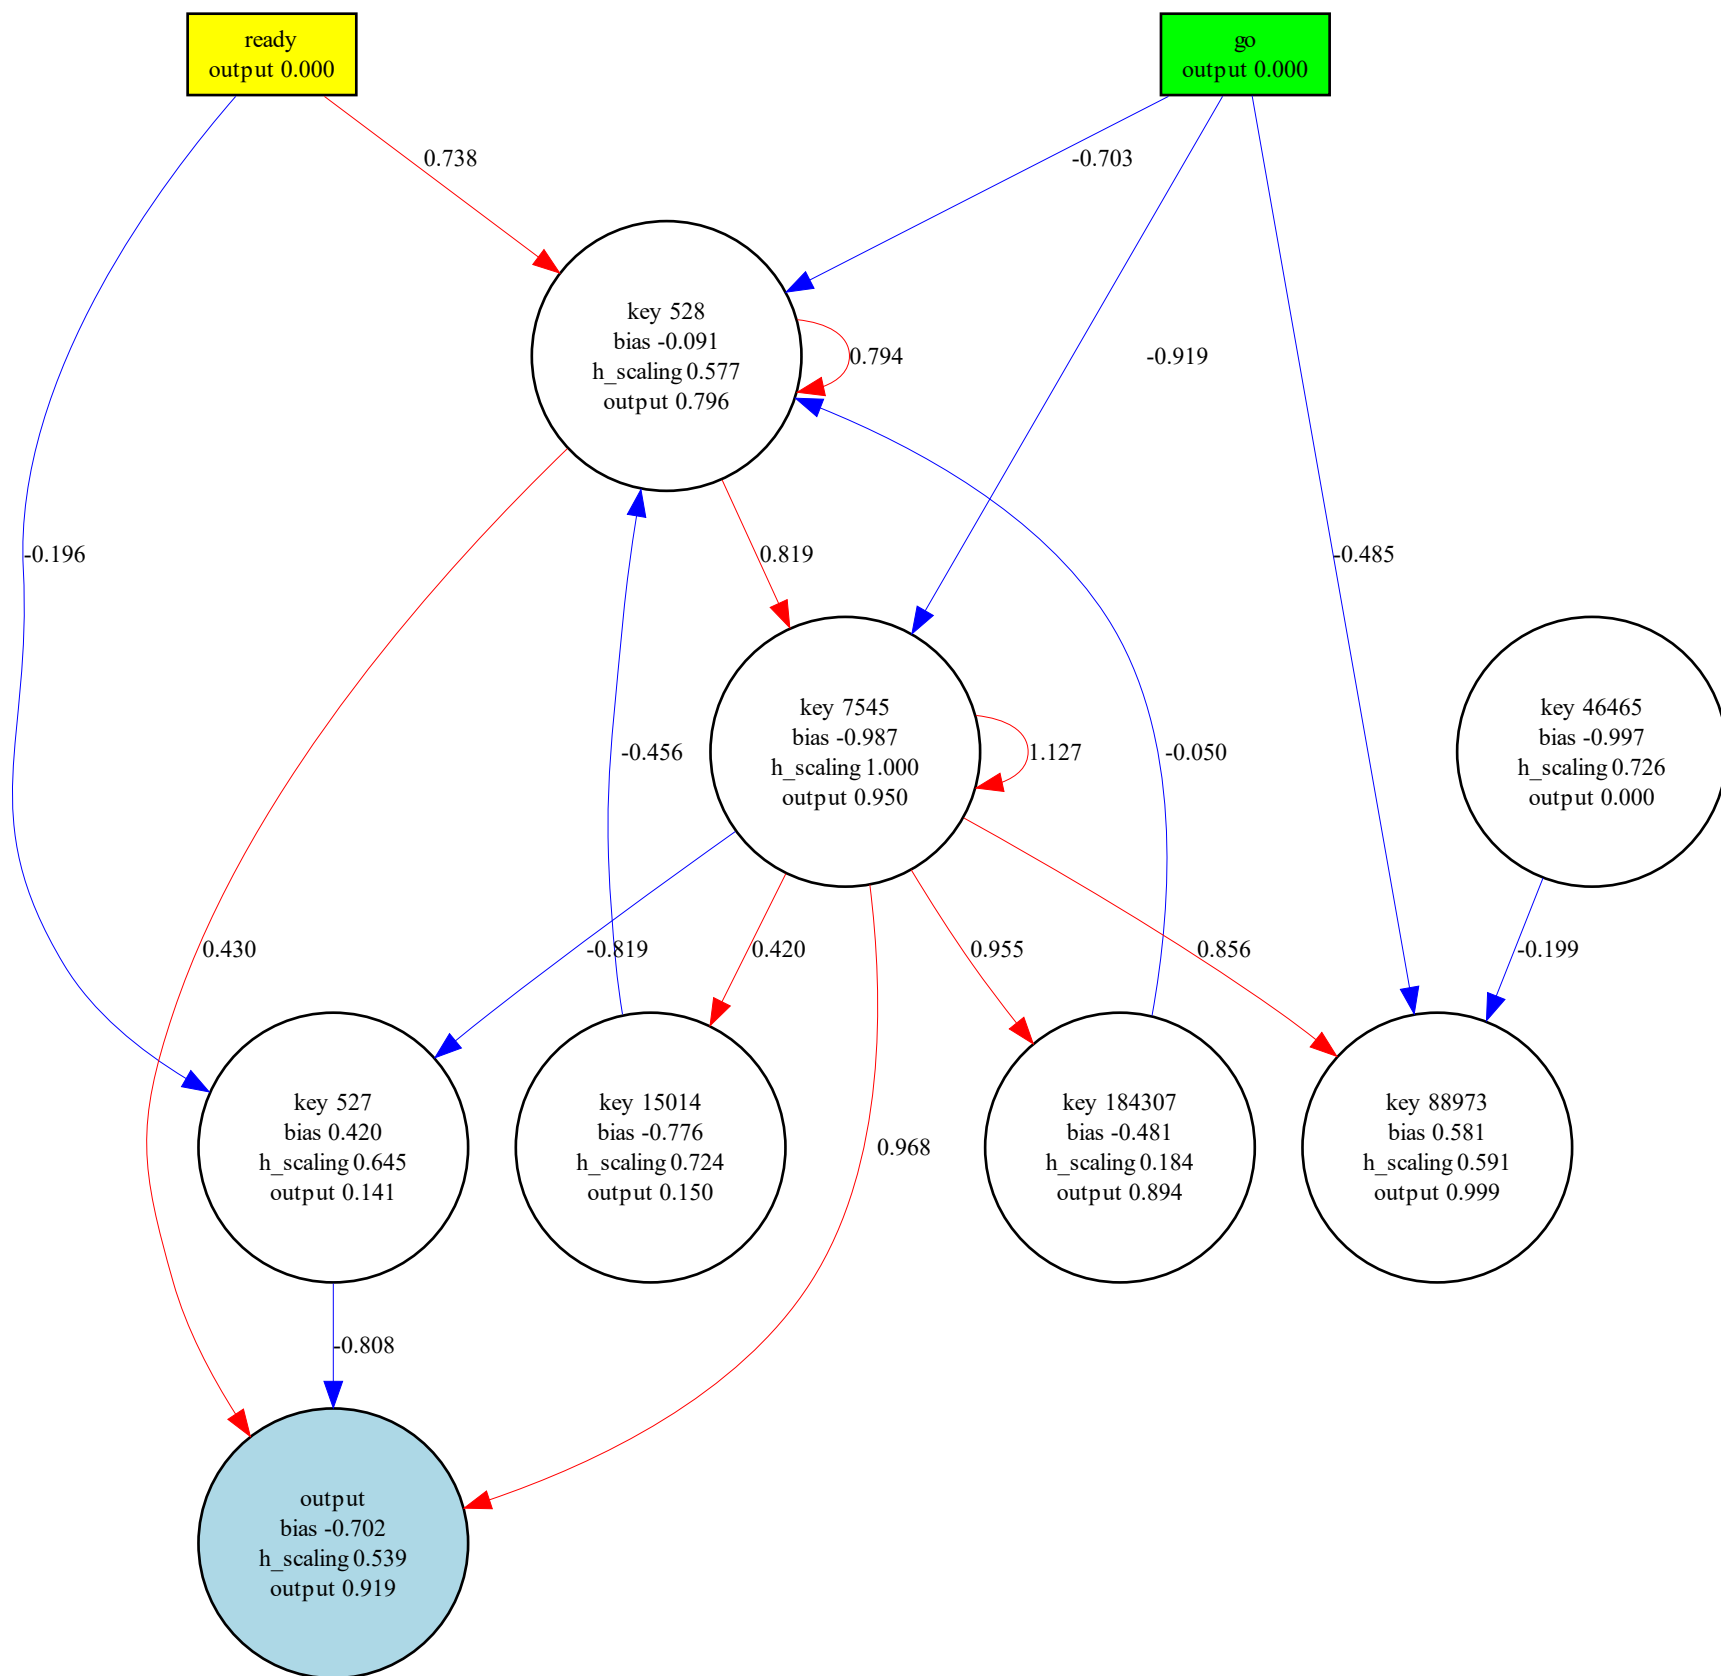 ready
output 0.000
go
output 0.000
0.738
-0.703
key 528
bias -0.091
h_scaling 0.577
output 0.796
0.794
-0.919
-0.196
0.819
-0.485
key 7545
bias -0.987
h_scaling 1.000
output 0.950
1.127
-0.456
-0.050
key 46465
bias -0.997
h_scaling 0.726
output 0.000
0.430
-0.819
0.420
0.955
0.856
-0.199
key 527
bias 0.420
h_scaling 0.645
output 0.141
key 15014
bias -0.776
h_scaling 0.724
output 0.150
0.968
key 184307
bias -0.481
h_scaling 0.184
output 0.894
key 88973
bias 0.581
h_scaling 0.591
output 0.999
-0.808
output
bias -0.702
h_scaling 0.539
output 0.919